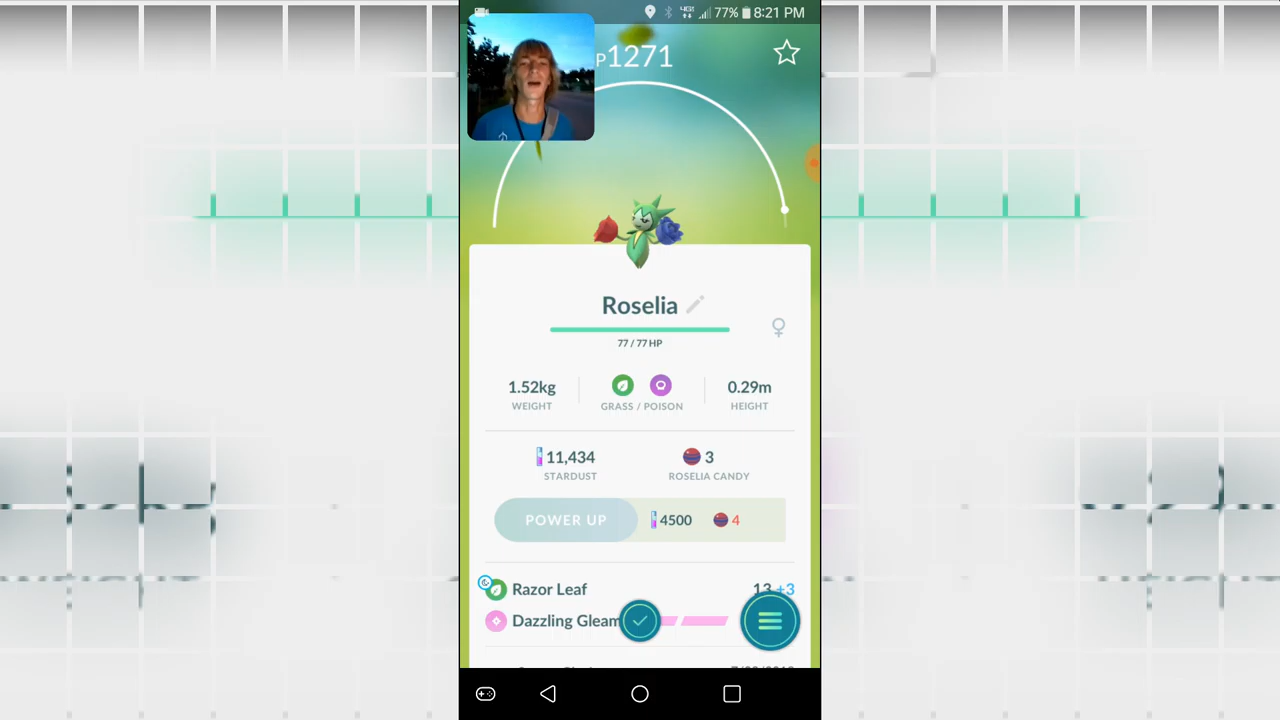 77% 8:21 PM
P1271
Roselia
77 / 77 HP
1.52kg
WEIGHT
GRASS / POISON
0.29m
HEIGHT
11,434
STARDUST
3
ROSELIA CANDY
POWER UP 4500 4
Razor Leaf 13 +3
Dazzling Gleam